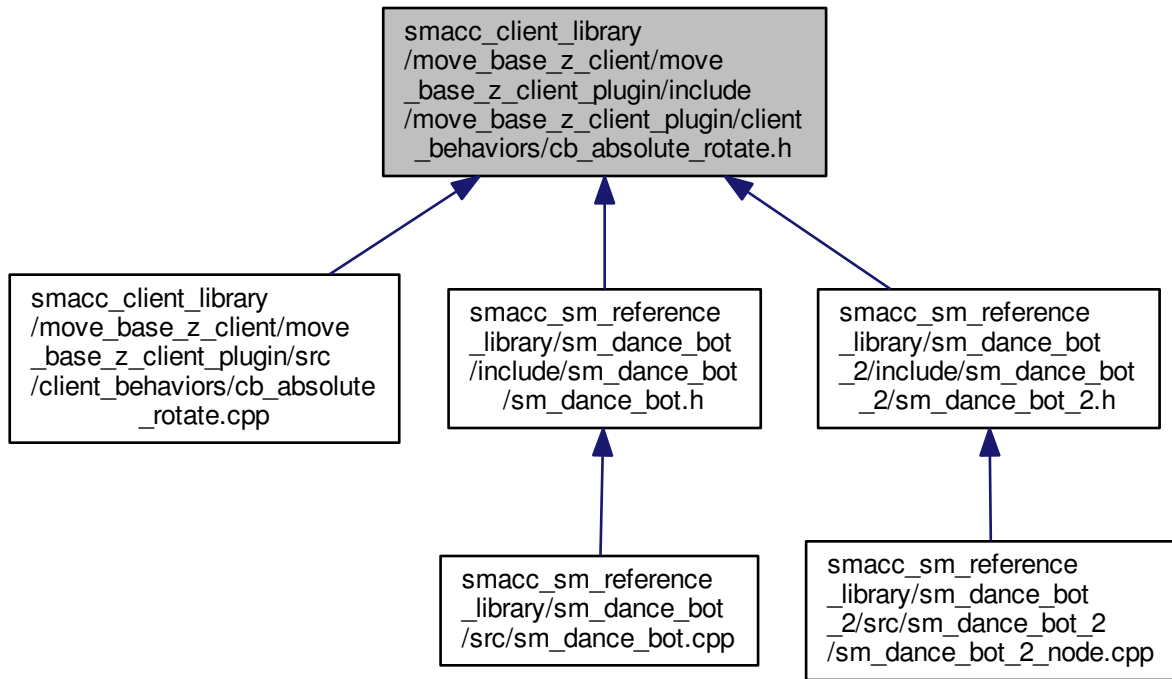 smacc_client_library
/move_base_z_client/move
_base_z_client_plugin/include
/move_base_z_client_plugin/client
_behaviors/cb_absolute_rotate.h
smacc_client_library
/move_base_z_client/move
_base_z_client_plugin/src
/client_behaviors/cb_absolute
_rotate.cpp
smacc_sm_reference
_library/sm_dance_bot
/include/sm_dance_bot
/sm_dance_bot.h
smacc_sm_reference
_library/sm_dance_bot
_2/include/sm_dance_bot
_2/sm_dance_bot_2.h
smacc_sm_reference
_library/sm_dance_bot
/src/sm_dance_bot.cpp
smacc_sm_reference
_library/sm_dance_bot
_2/src/sm_dance_bot_2
/sm_dance_bot_2_node.cpp